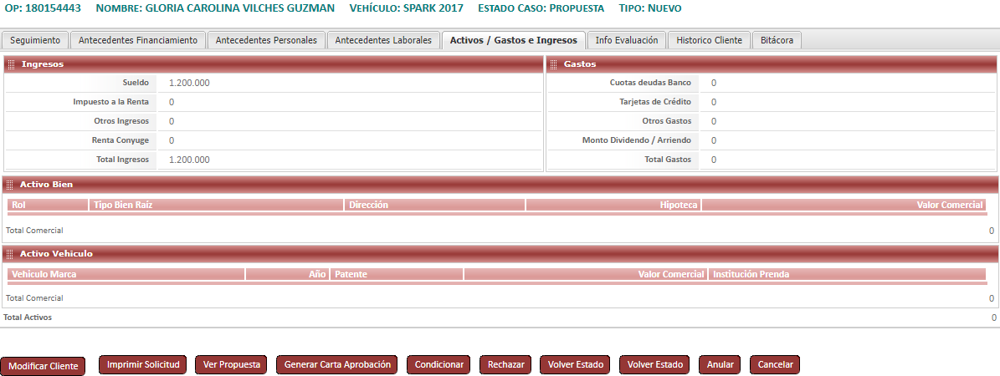 OP: 180154443 NOMBRE: GLORIA CAROLINA VILCHES GUZMAN VEHÍCULO: SPARK 2017 ESTADO CASO: PROPUESTA TIPO: NUEVO
Seguimiento Antecedentes Financiamiento Antecedentes Personales Antecedentes Laborales Activos / Gastos e Ingresos Info Evaluación Historico Cliente Bitácora
Ingresos
Sueldo 1.200.000
Impuesto a la Renta 0
Otros Ingresos 0
Renta Conyuge 0
Total Ingresos 1.200.000
Gastos
Cuotas deudas Banco 0
Tarjetas de Crédito 0
Otros Gastos 0
Monto Dividendo / Arriendo 0
Total Gastos 0
Activo Bien
Rol Tipo Bien Raíz Dirección Hipoteca Valor Comercial
Total Comercial 0
Activo Vehiculo
Vehiculo Marca Año Patente Valor Comercial Institución Prenda
Total Comercial 0
Total Activos 0
Modificar Cliente Imprimir Solicitud Ver Propuesta Generar Carta Aprobación Condicionar Rechazar Volver Estado Volver Estado Anular Cancelar